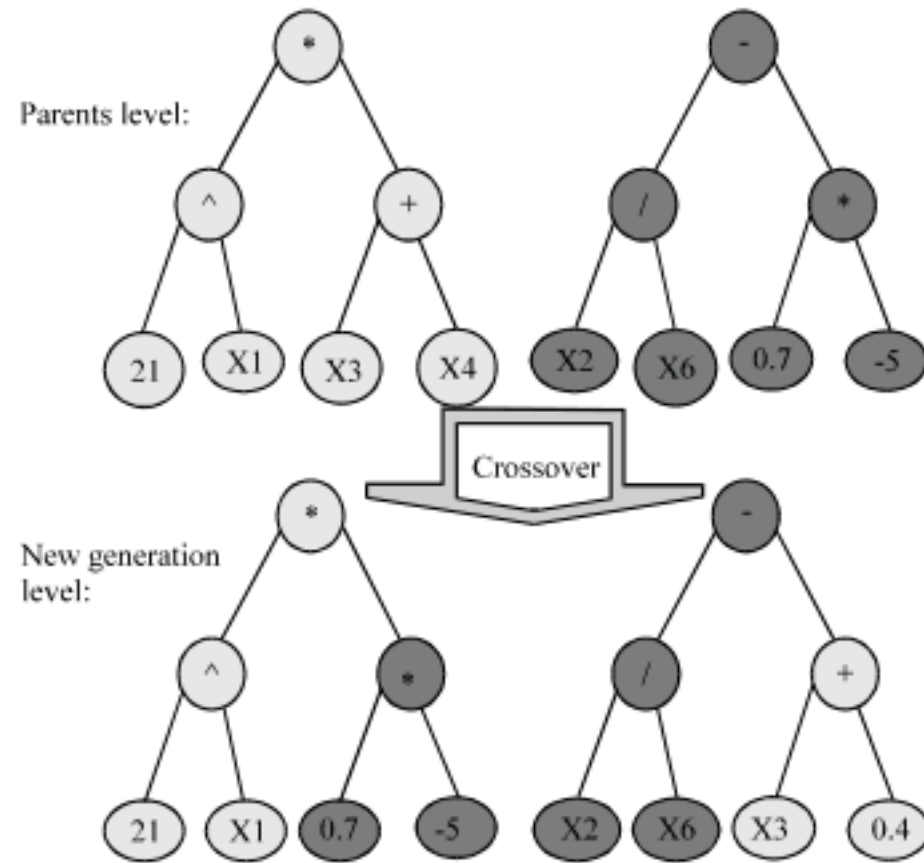 * -
Parents level:
^ + / *
21 X1 X3 X4 X2 X6 0.7 -5
Crossover
* -
New generation
level:
^ * / +
21 X1 0.7 -5 X2 X6 X3 0.4